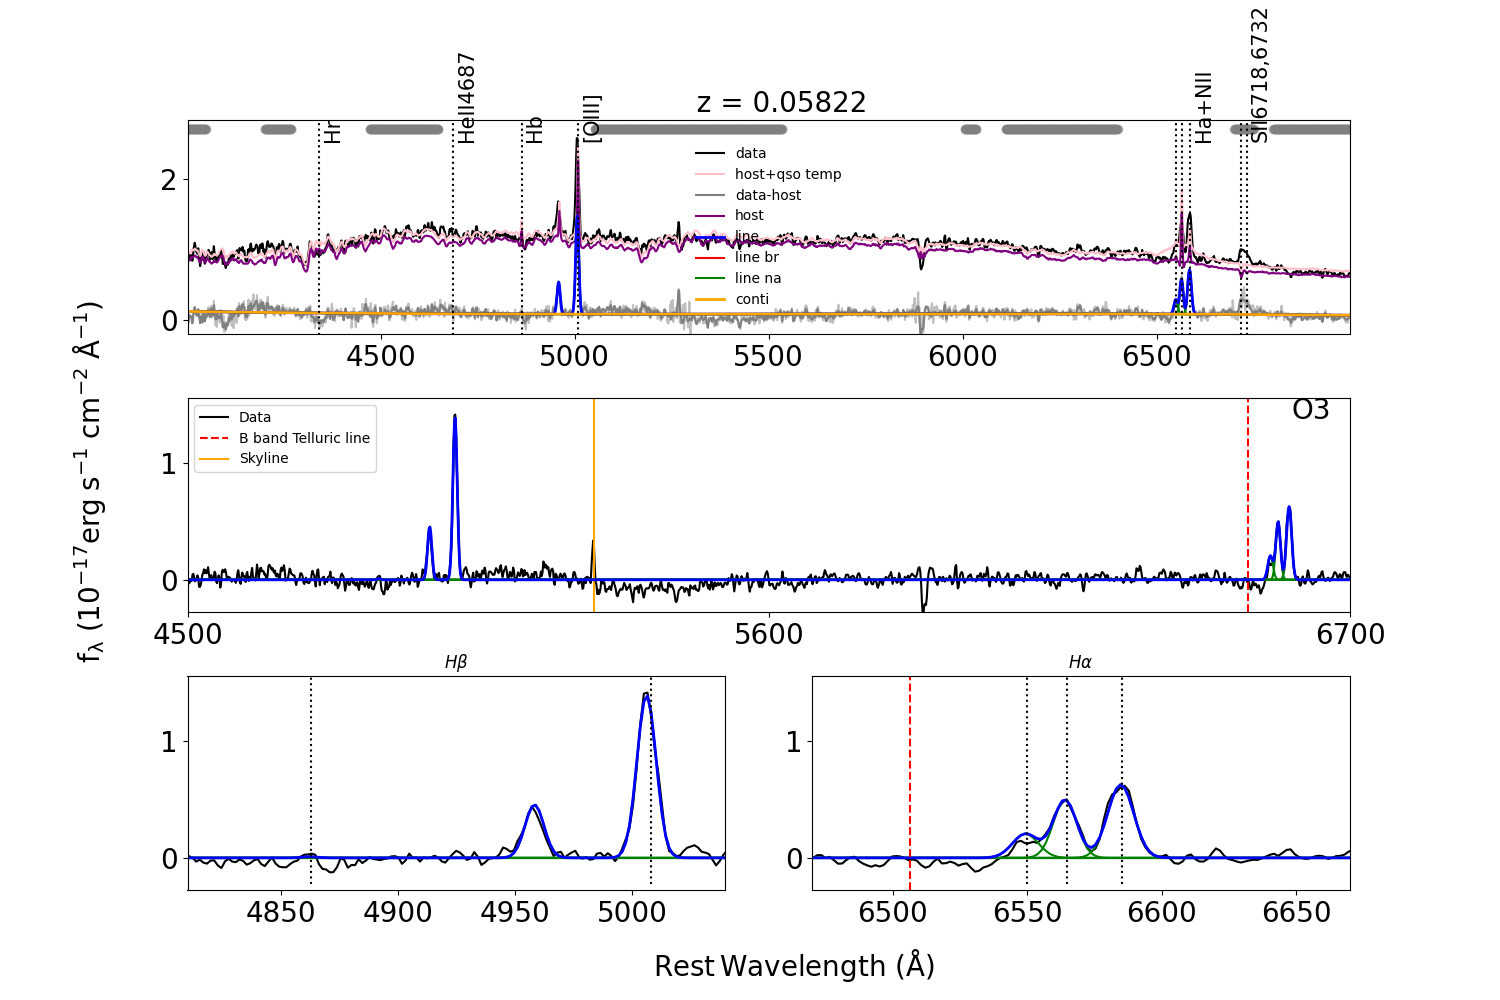 z = 0.05822
Hr
HeII4687
Hb
[OIII]
Ha+NII
SII6718,6732
data
host+qso temp
data-host
host
line
line br
line na
conti
2
0
4500 5000 5500 6000 6500
fλ (10⁻¹⁷erg s⁻¹ cm⁻² Å⁻¹)
O3
Data
B band Telluric line
Skyline
1
0
4500 5600 6700
Hβ
1
0
4850 4900 4950 5000
Hα
1
0
6500 6550 6600 6650
Rest Wavelength (Å)